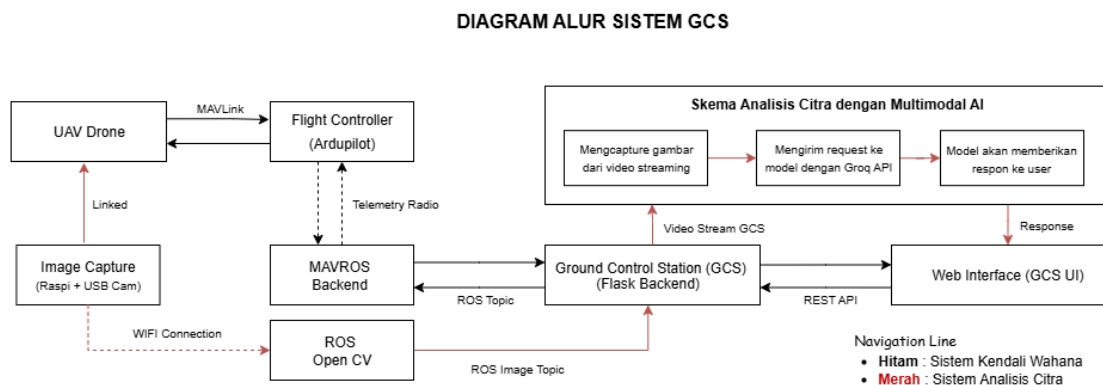 DIAGRAM ALUR SISTEM GCS
UAV Drone
MAVLink
Flight Controller
(Ardupilot)
Skema Analisis Citra dengan Multimodal AI
Mengcapture gambar
dari video streaming
Mengirim request ke
model dengan Groq API
Model akan memberikan
respon ke user
Linked
Telemetry Radio
Video Stream GCS
Response
Image Capture
(Raspi + USB Cam)
MAVROS
Backend
ROS Topic
Ground Control Station (GCS)
(Flask Backend)
REST API
Web Interface (GCS UI)
WIFI Connection
ROS
Open CV
ROS Image Topic
Navigation Line
• Hitam : Sistem Kendali Wahana
• Merah : Sistem Analisis Citra